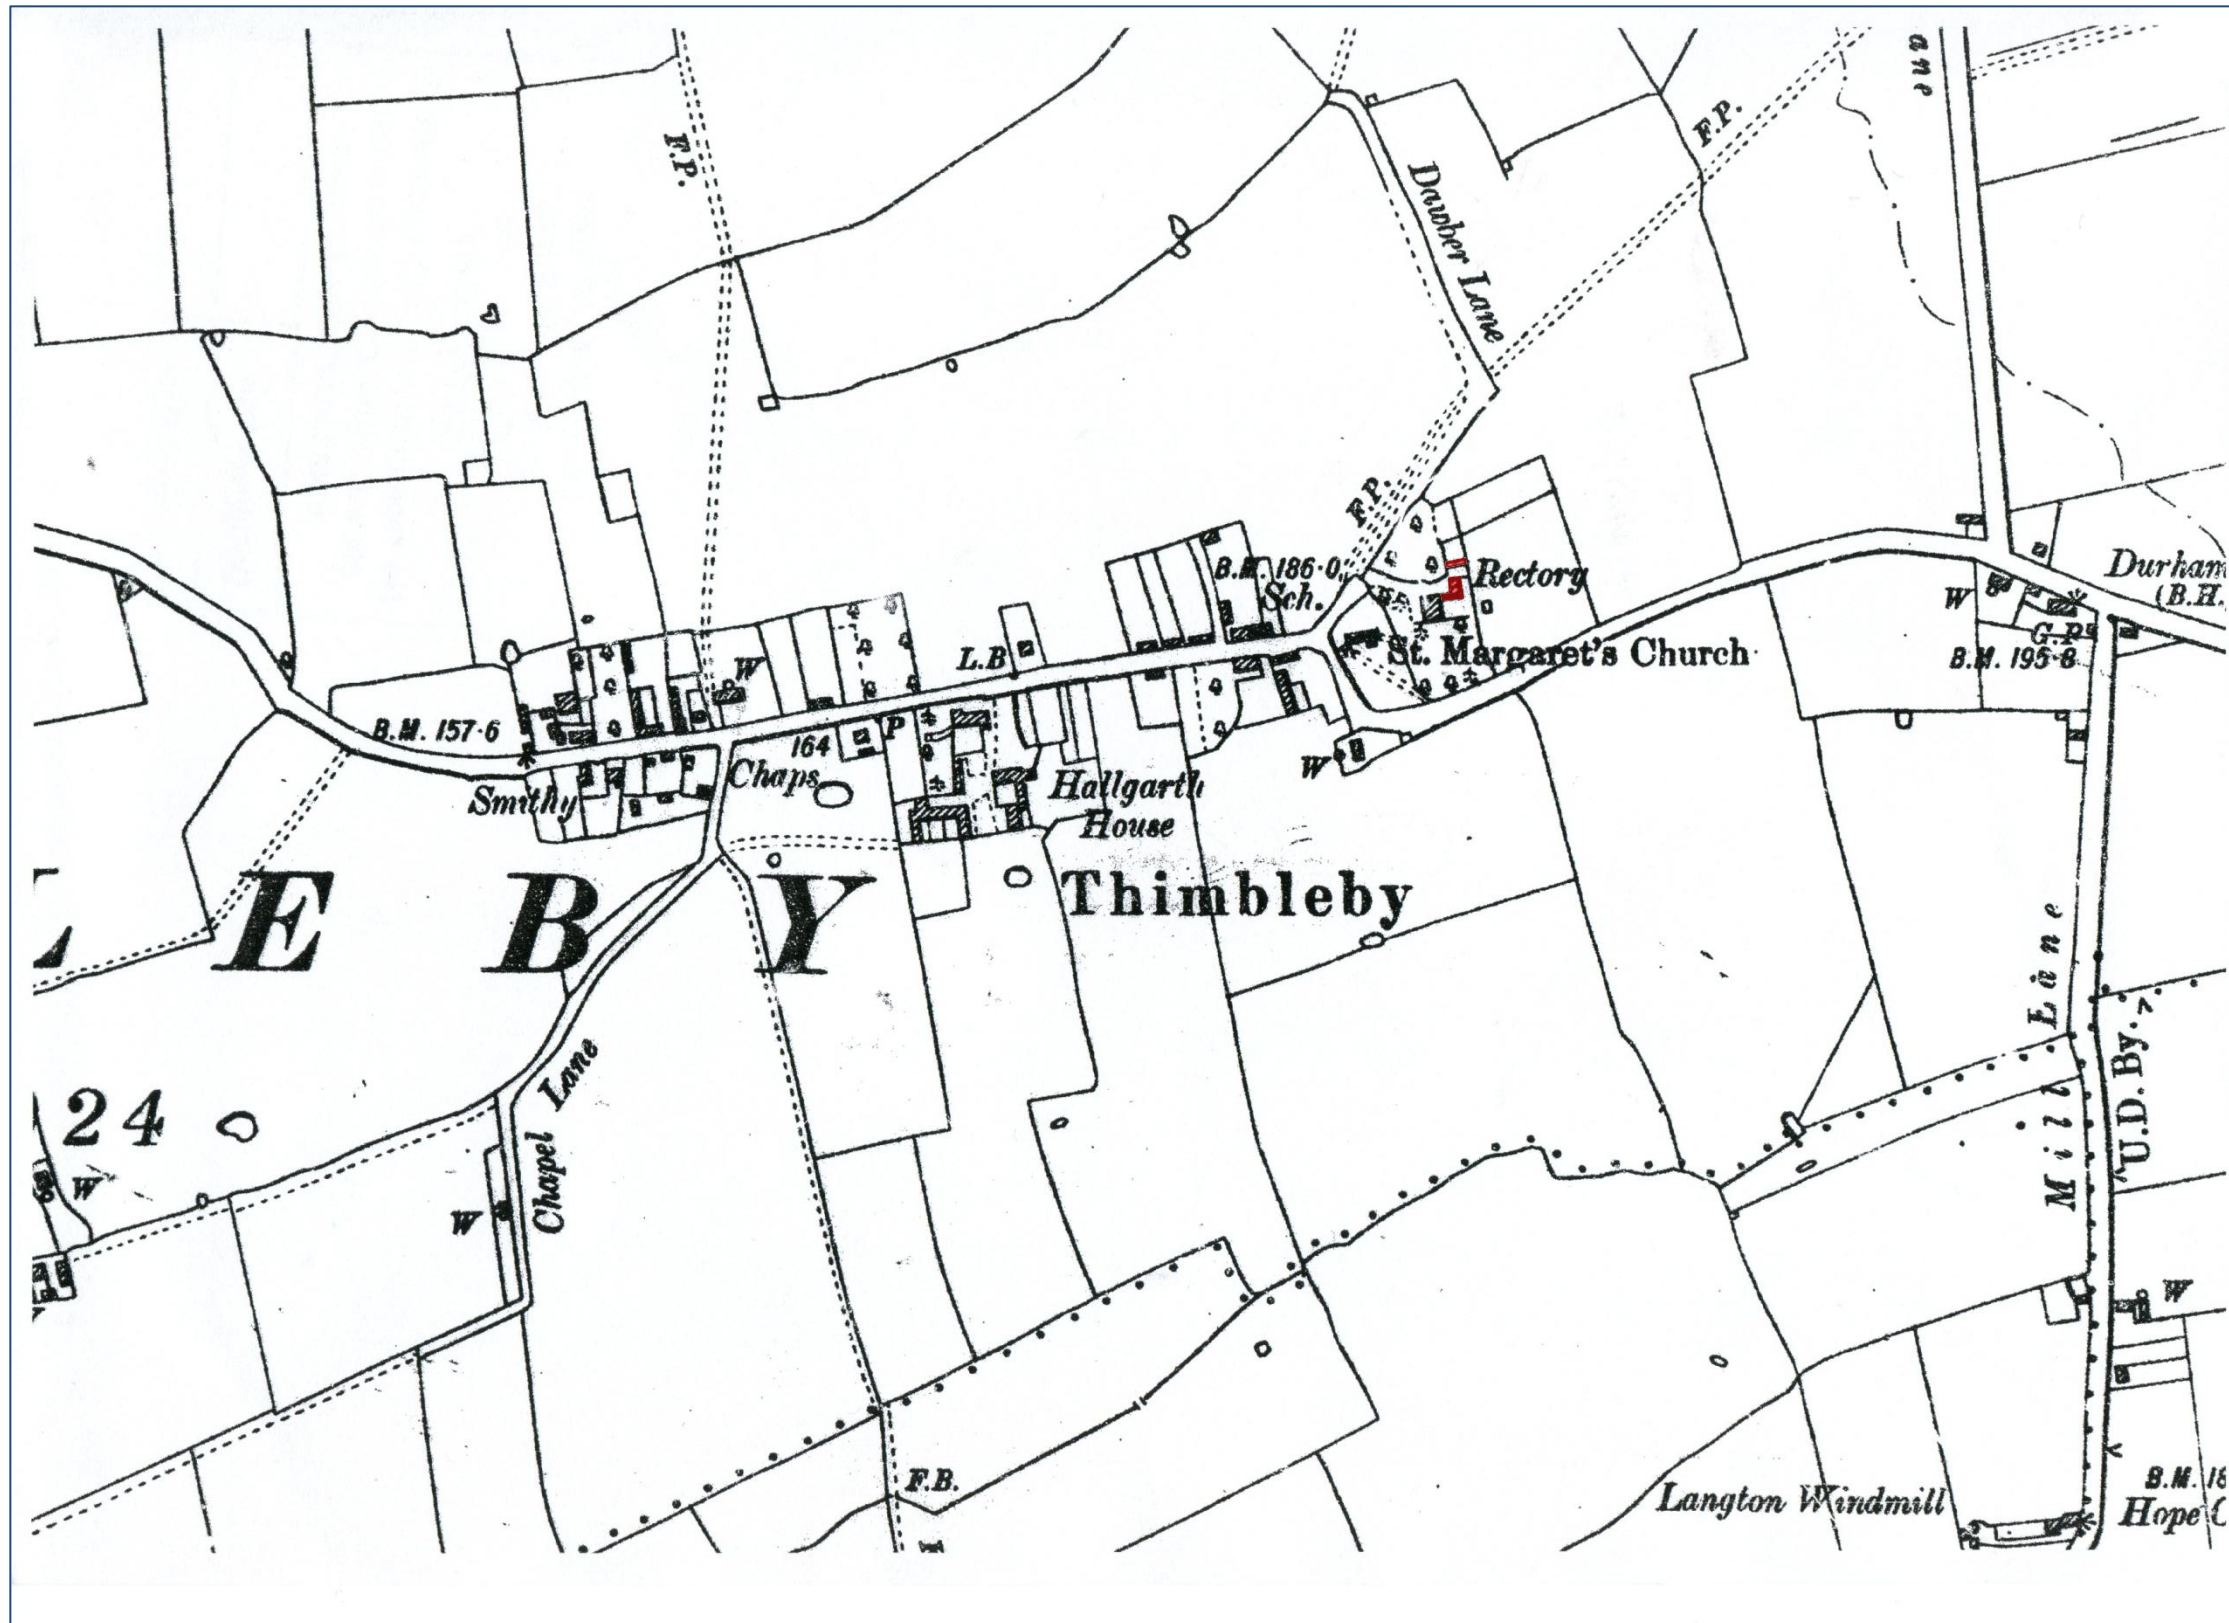 ane
F.P.
F.P.
Dawber Lane
F.P.
B.M. 186·0
Sch.
Rectory
Durham
(B.H.
W
G.P
B.M. 195·8
St. Margaret's Church
L.B
W
B.M. 157·6
164
P
Chaps
Smithy
Hallgarth
House
W
E B Y
Thimbleby
Mill Lane
U.D. By.
24
Chapel Lane
W
W
W
F.B.
Langton Windmill
B.M. 18
Hope C